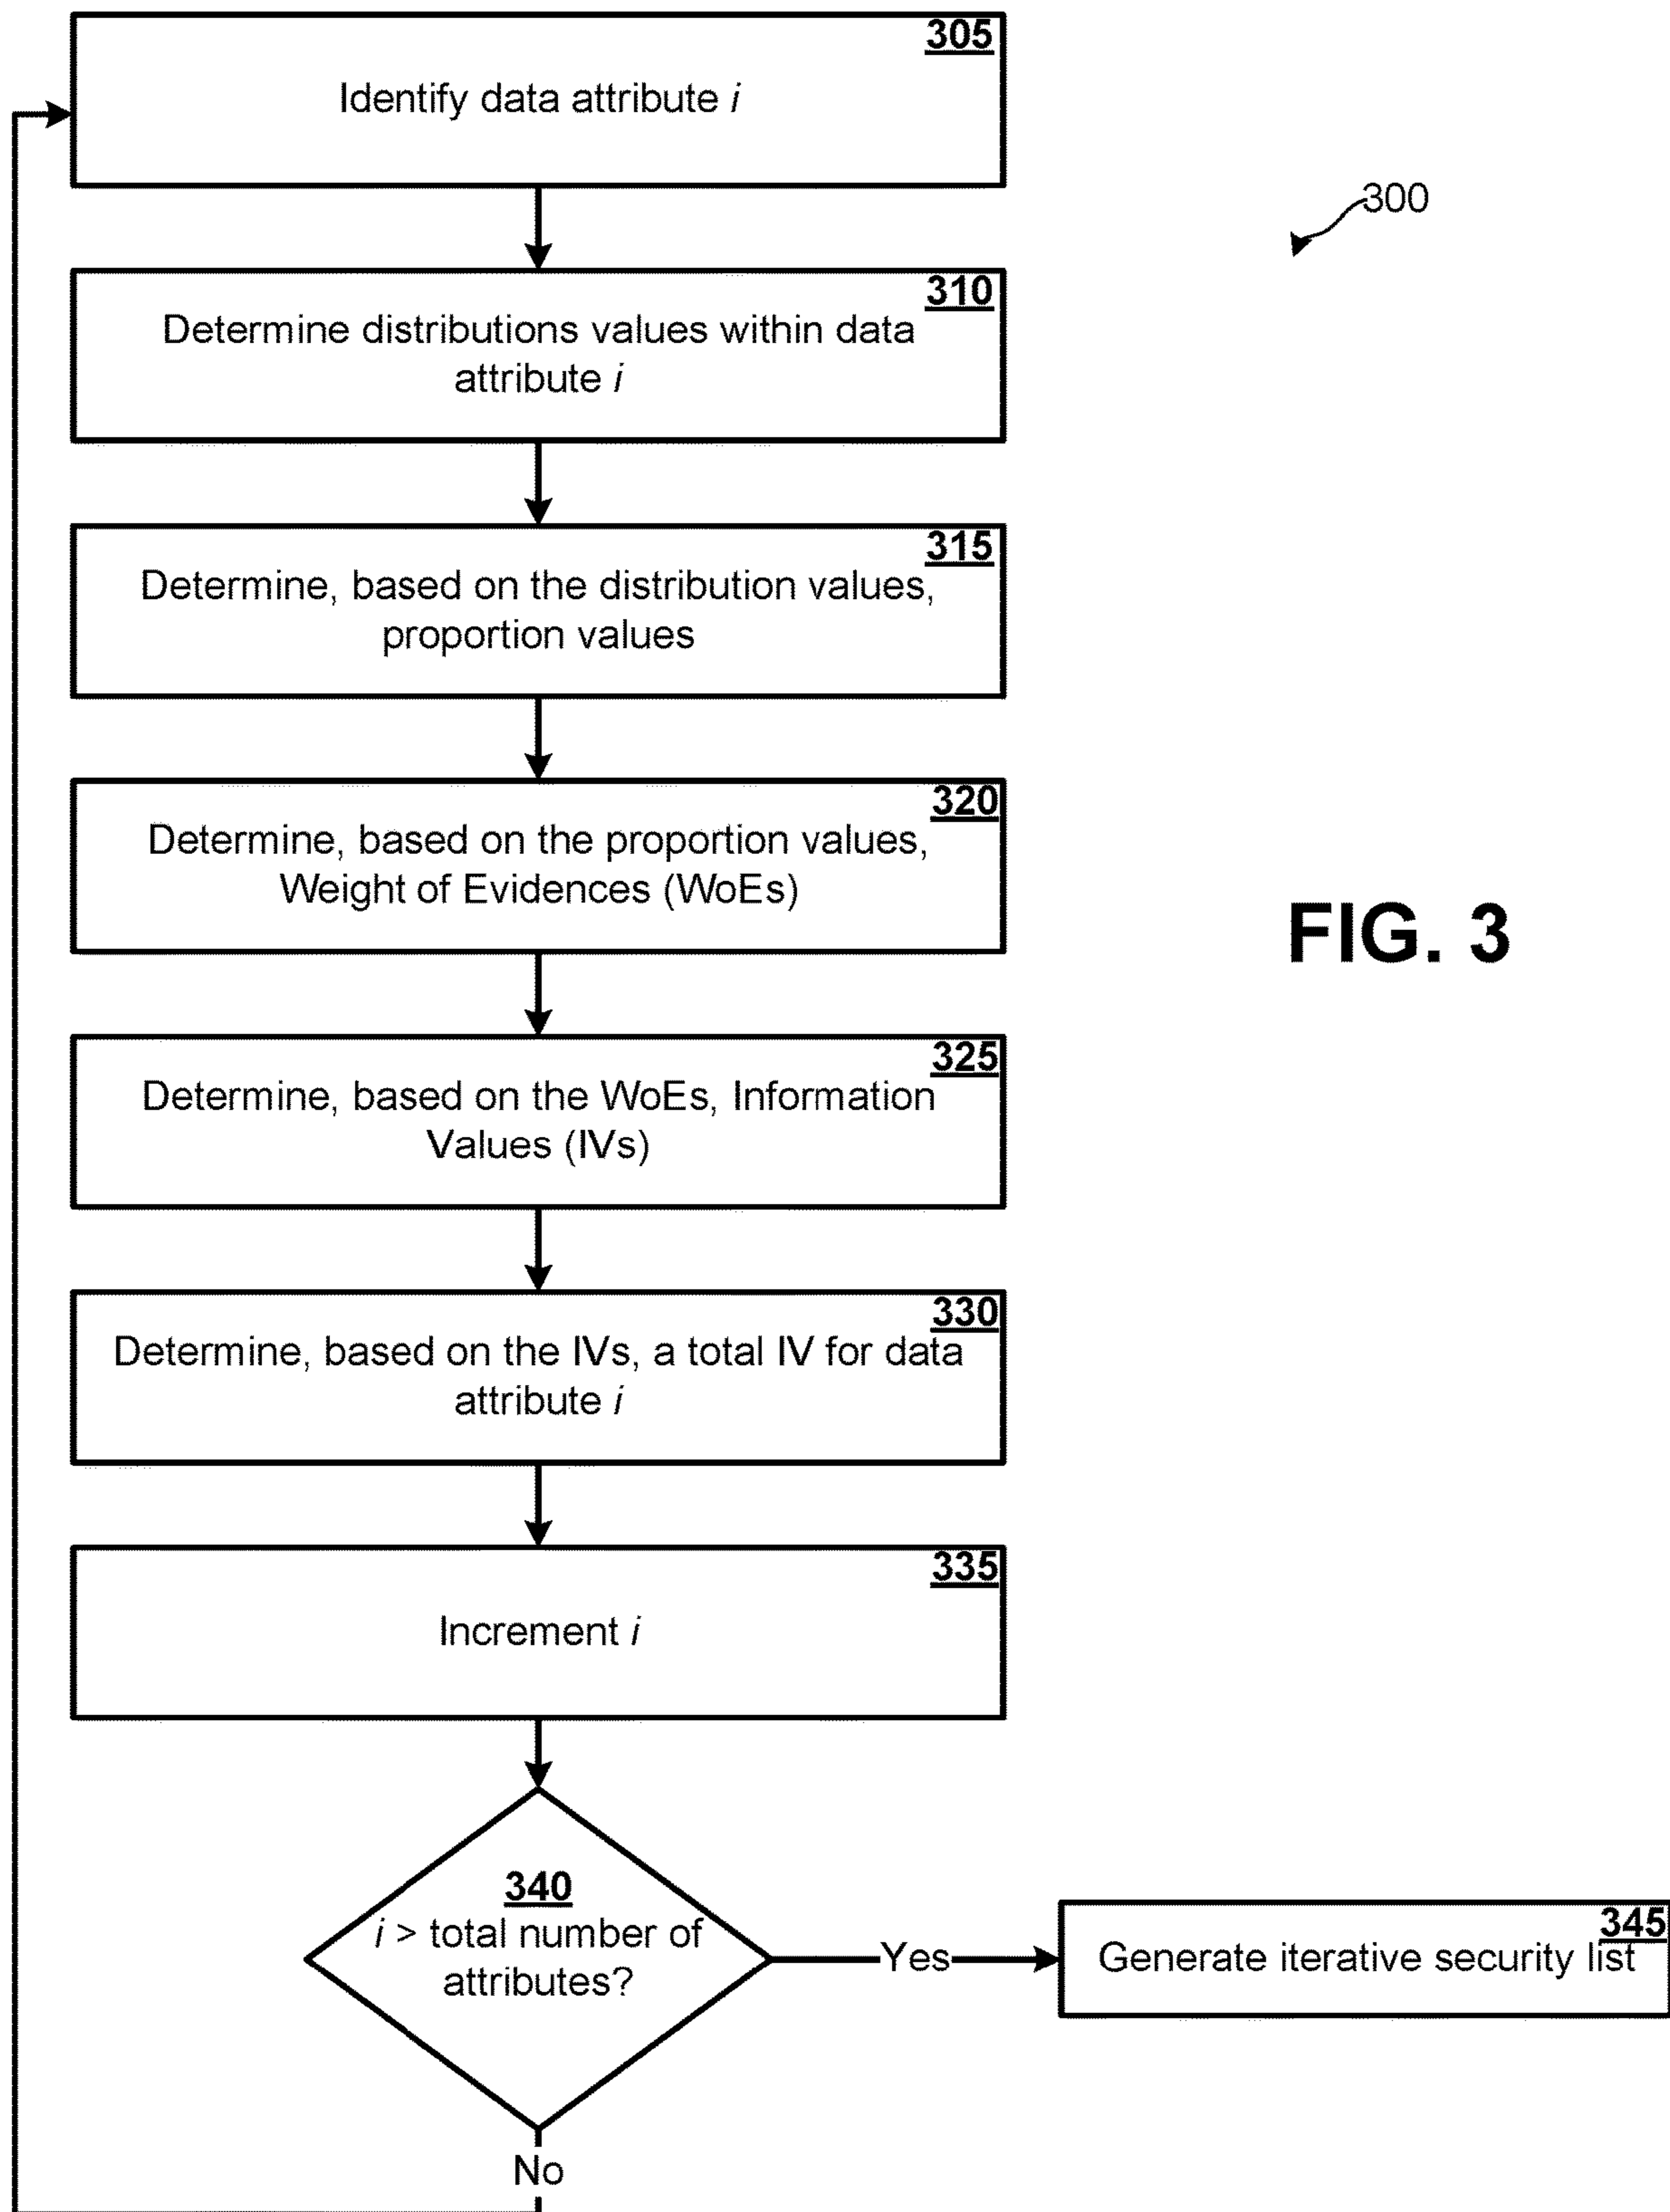 305
Identify data attribute i
300
310
Determine distributions values within data
attribute i
315
Determine, based on the distribution values,
proportion values
320
Determine, based on the proportion values,
Weight of Evidences (WoEs)
FIG. 3
325
Determine, based on the WoEs, Information
Values (IVs)
330
Determine, based on the IVs, a total IV for data
attribute i
335
Increment i
340
i > total number of
attributes?
Yes
345
Generate iterative security list
No